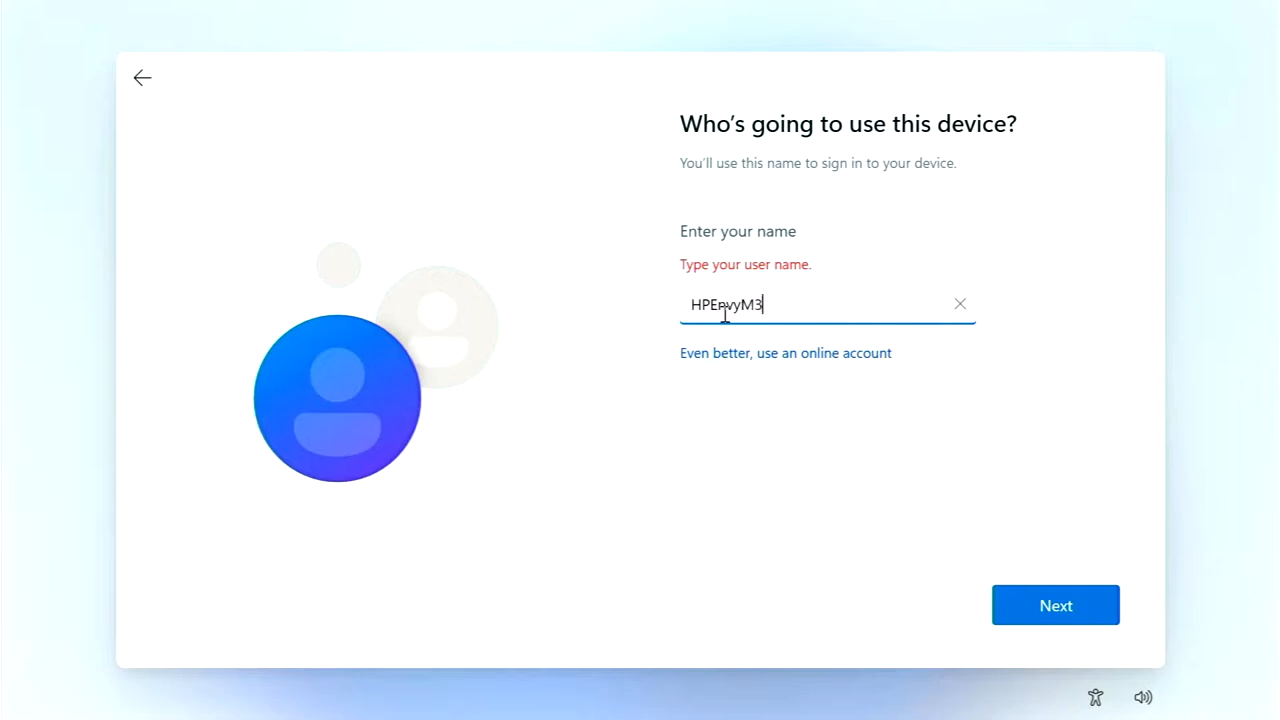 Who's going to use this device?
You'll use this name to sign in to your device.
Enter your name
Type your user name.
HPEnvyM3
Even better, use an online account
Next